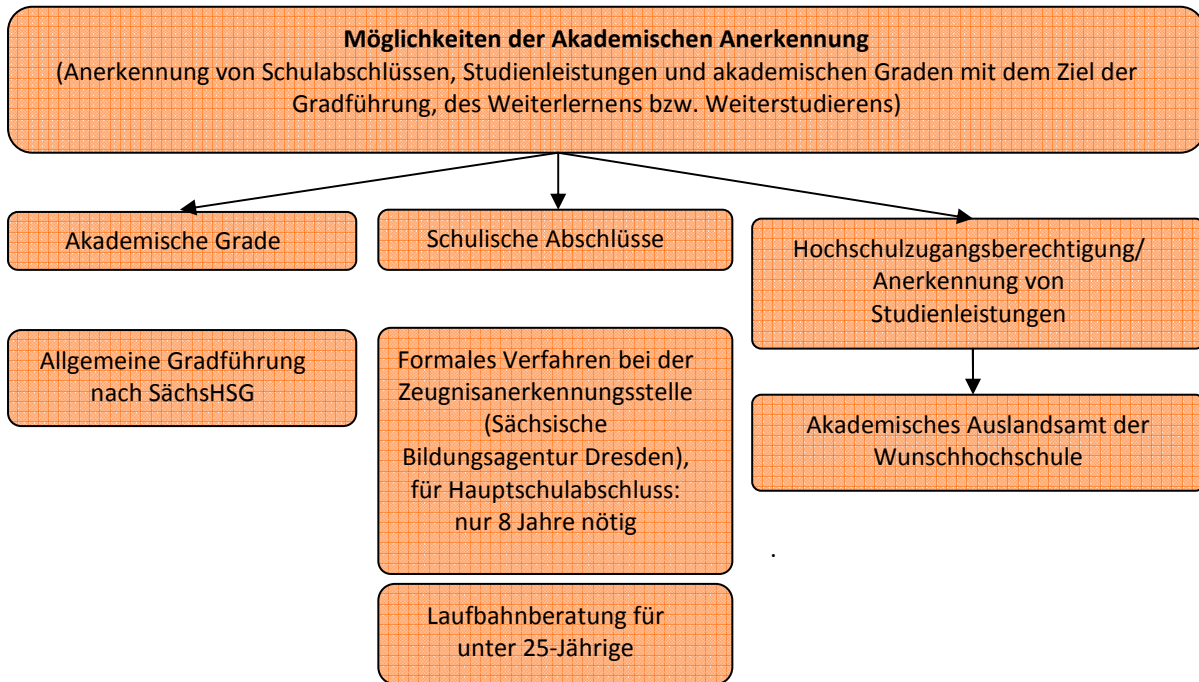 Möglichkeiten der Akademischen Anerkennung
(Anerkennung von Schulabschlüssen, Studienleistungen und akademischen Graden mit dem Ziel der
Gradführung, des Weiterlernens bzw. Weiterstudierens)
Akademische Grade
Schulische Abschlüsse
Hochschulzugangsberechtigung/
Anerkennung von
Studienleistungen
Allgemeine Gradführung
nach SächsHSG
Formales Verfahren bei der
Zeugnisanerkennungsstelle
(Sächsische
Bildungsagentur Dresden),
für Hauptschulabschluss:
nur 8 Jahre nötig
Akademisches Auslandsamt der
Wunschhochschule
.
Laufbahnberatung für
unter 25-Jährige